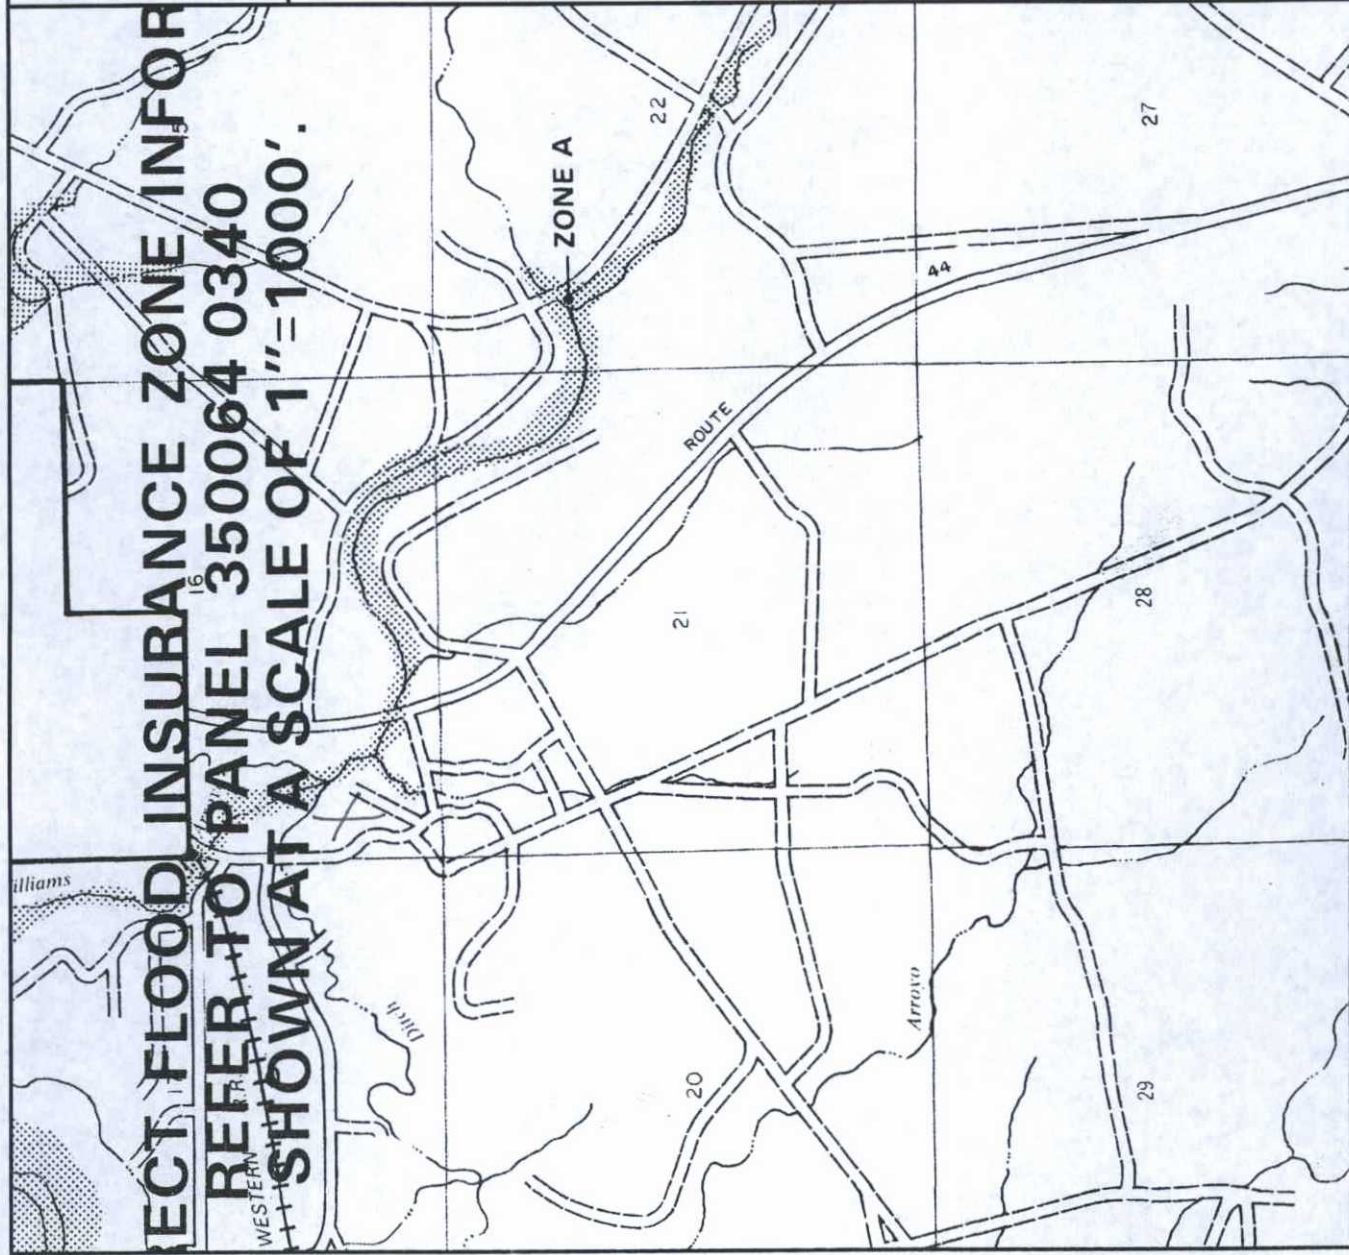 RECT FLOOD INSURANCE ZONE INFOR
REFER TO PANEL 350064 0340
SHOWN AT A SCALE OF 1"=1000'.
16
22
ZONE A
27
44
ROUTE
21
28
illiams
WESTERN
R.R.
Ditch
20
Arroyo
29